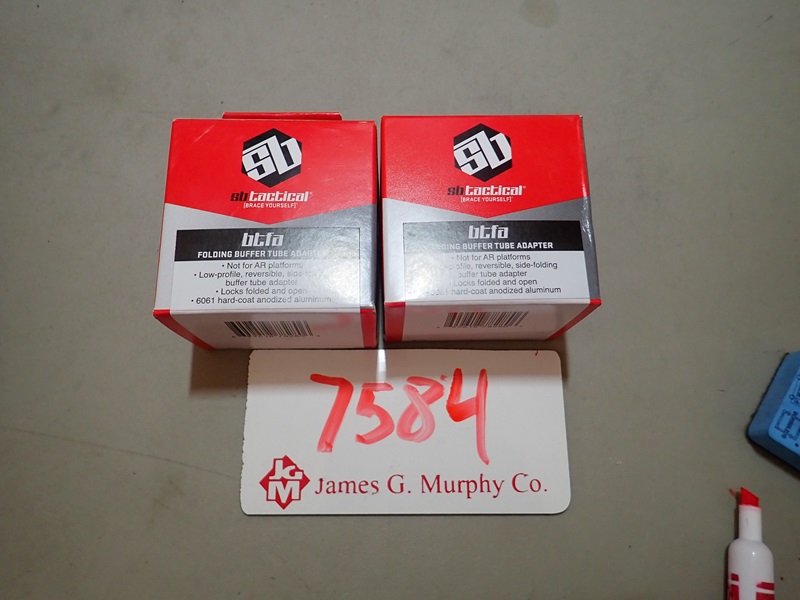 sb
sbtactical®
[BRACE YOURSELF]®
btfa
FOLDING BUFFER TUBE
• Not for AR platforms
• Low-profile, reversible,
buffer tube adapter
• Locks folded and open
• 6061 hard-coat anodized aluminum
sb
sbtactical®
[BRACE YOURSELF]®
btfa
BUFFER TUBE ADAPTER
Not for AR platforms
reversible, side-folding
buffer tube adapter
Locks folded and open
hard-coat anodized aluminum
7584
JGM
James G. Murphy Co.